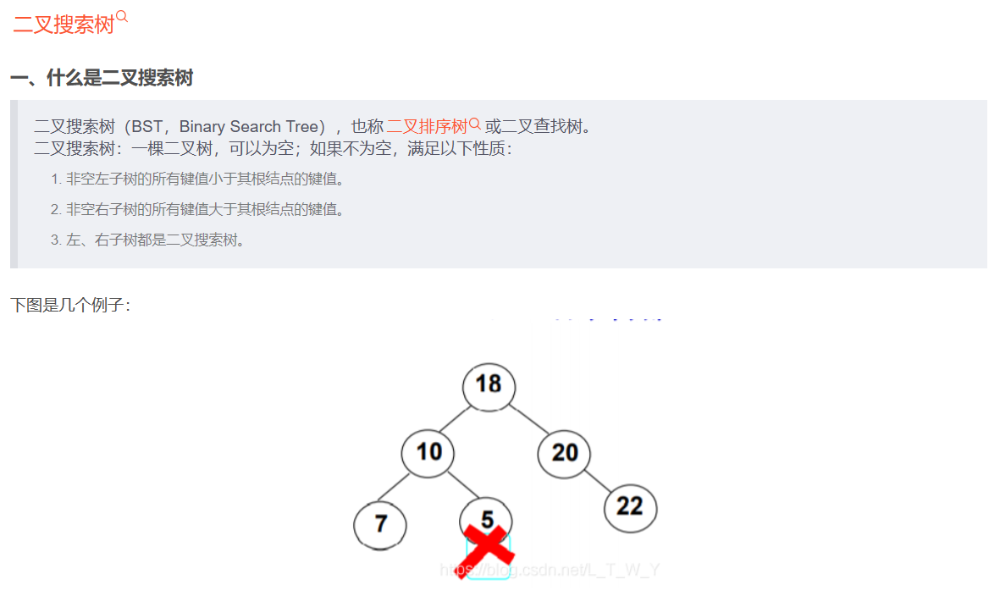 二叉搜索树
一、什么是二叉搜索树
二叉搜索树（BST，Binary Search Tree），也称 二叉排序树 或二叉查找树。
二叉搜索树：一棵二叉树，可以为空；如果不为空，满足以下性质：
1. 非空左子树的所有键值小于其根结点的键值。
2. 非空右子树的所有键值大于其根结点的键值。
3. 左、右子树都是二叉搜索树。
下图是几个例子：
18
10
20
7
5
22
https://blog.csdn.net/L_T_W_Y